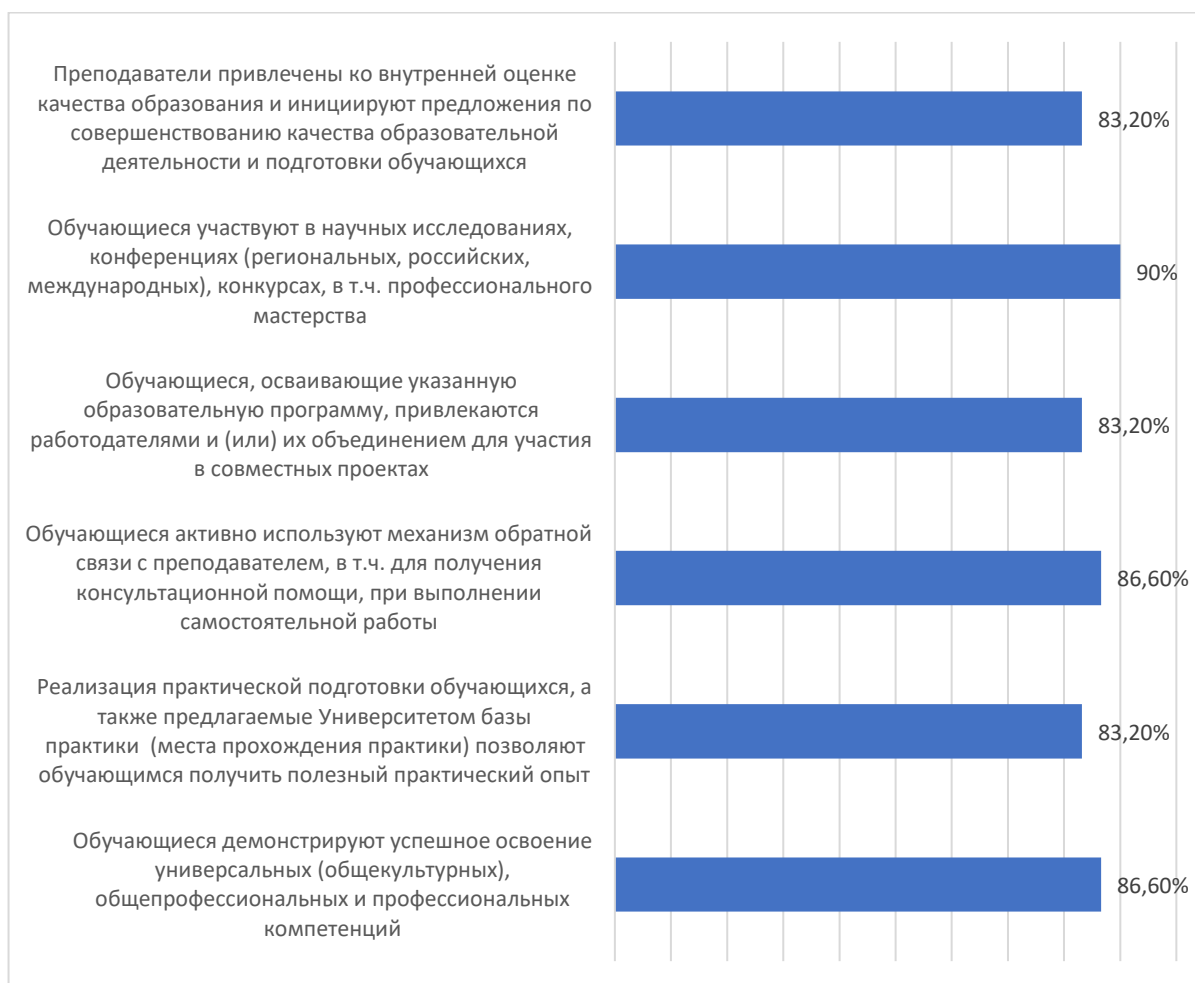 Преподаватели привлечены ко внутренней оценке
качества образования и инициируют предложения по
совершенствованию качества образовательной
деятельности и подготовки обучающихся
83,20%
Обучающиеся участвуют в научных исследованиях,
конференциях (региональных, российских,
международных), конкурсах, в т.ч. профессионального
мастерства
90%
Обучающиеся, осваивающие указанную
образовательную программу, привлекаются
работодателями и (или) их объединением для участия
в совместных проектах
83,20%
Обучающиеся активно используют механизм обратной
связи с преподавателем, в т.ч. для получения
консультационной помощи, при выполнении
самостоятельной работы
86,60%
Реализация практической подготовки обучающихся, а
также предлагаемые Университетом базы
практики (места прохождения практики) позволяют
обучающимся получить полезный практический опыт
83,20%
Обучающиеся демонстрируют успешное освоение
универсальных (общекультурных),
общепрофессиональных и профессиональных
компетенций
86,60%